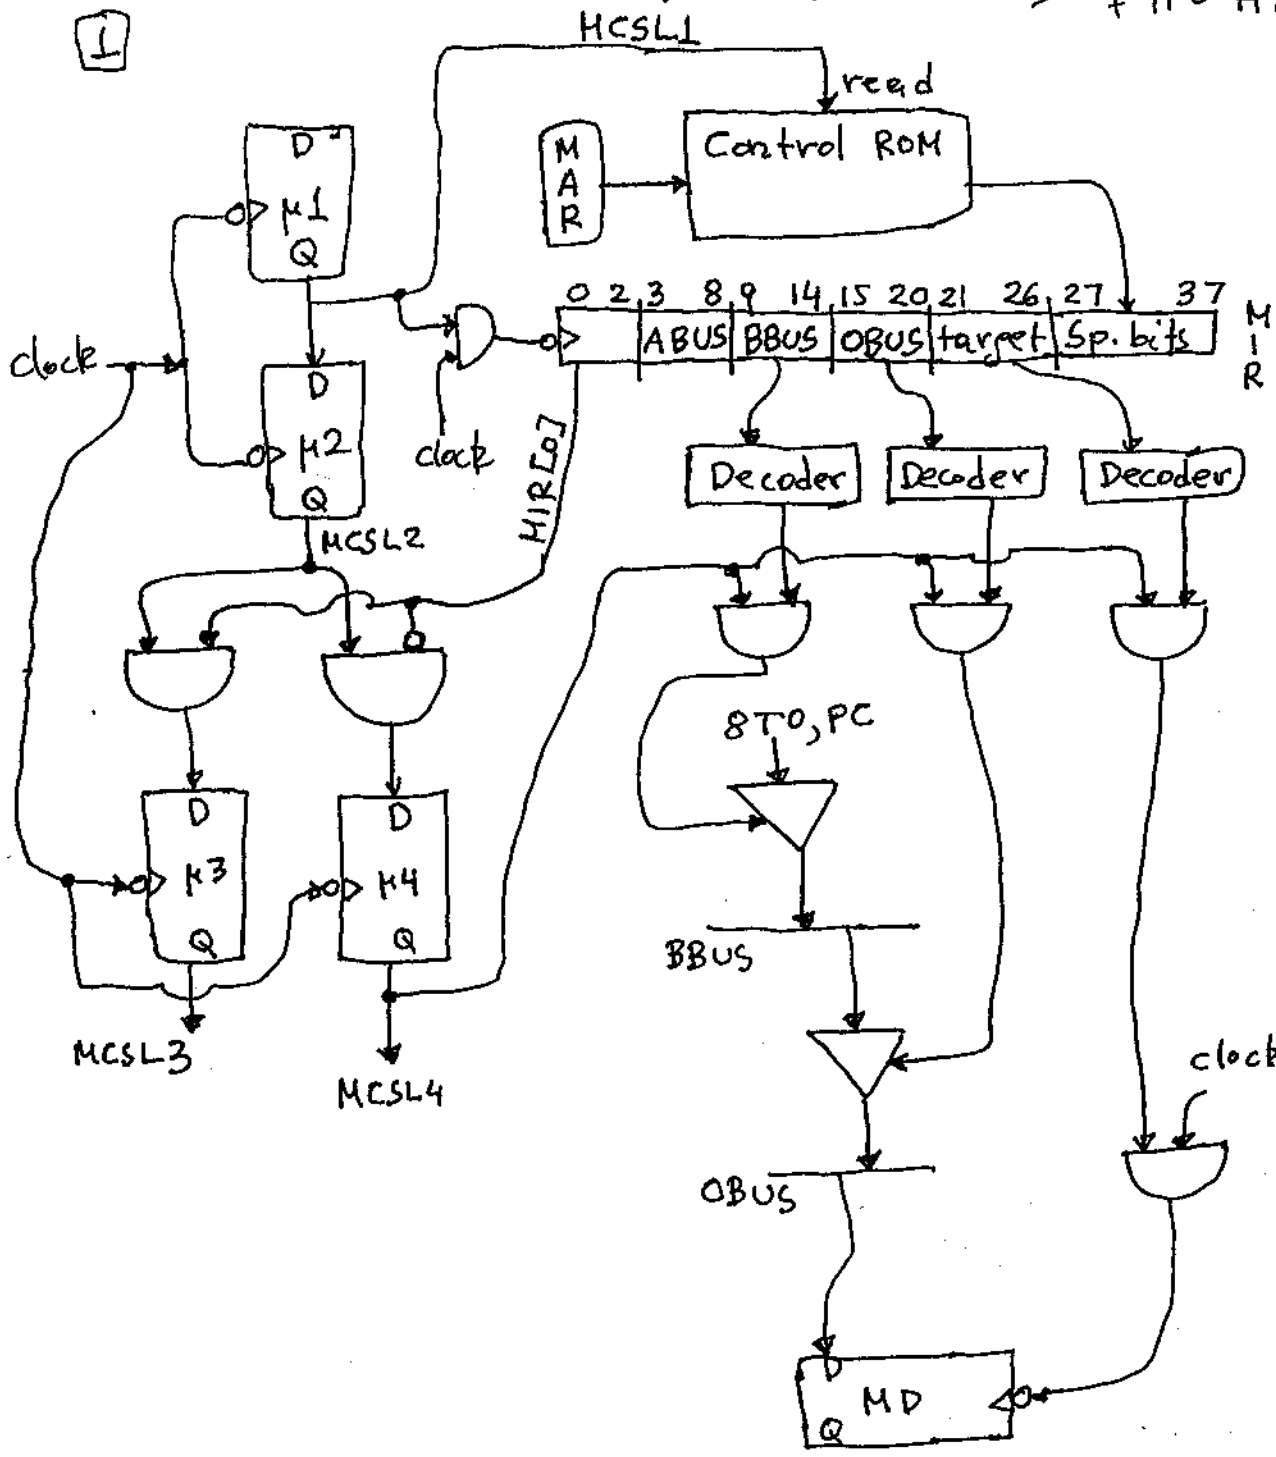 1
MCSL1
read
D
μ1
Q
M
A
R
Control ROM
0 2 3 8 9 14 15 20 21 26 27 37
ABUS BBUS OBUS target Sp. bits
M
I
R
clock
D
μ2
Q
clock
MIR[0]
Decoder Decoder Decoder
MCSL2
8 TO, PC
D
μ3
Q
D
μ4
Q
BBUS
MCSL3
MCSL4
clock
OBUS
D
MD
Q